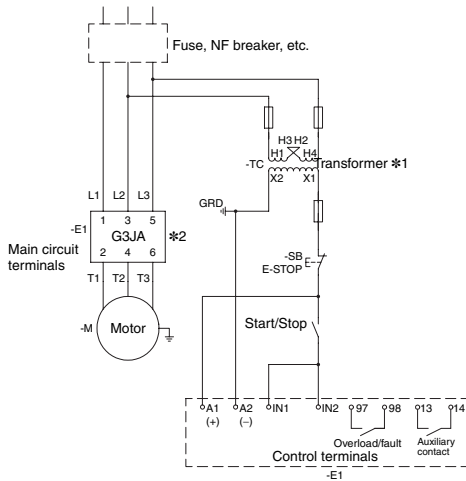 Fuse, NF breaker, etc.
H3 H2
H1 H4
-TC
Transformer ✻1
X2 X1
L1 L2 L3
GRD
1 3 5
-E1
G3JA ✻2
Main circuit
terminals
2 4 6
-SB
E-STOP
T1 T2 T3
-M
Motor
Start/Stop
A1 A2 IN1 IN2 97 98 13 14
(+) (−)
Overload/fault
Auxiliary
contact
Control terminals
-E1